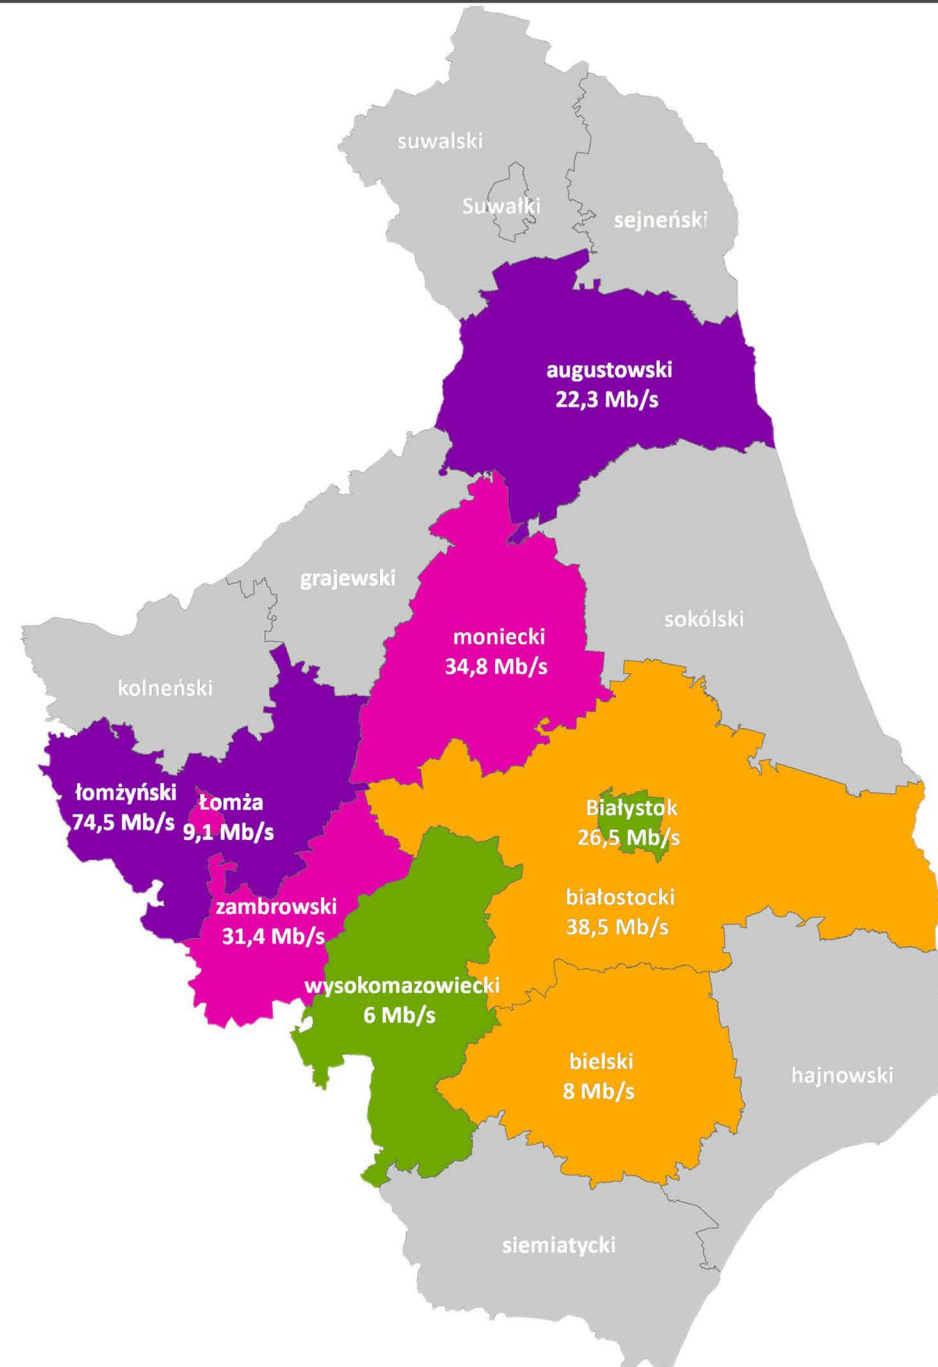 suwalski
Suwałki
sejneński
augustowski
22,3 Mb/s
grajewski
sokólski
moniecki
34,8 Mb/s
kolneński
łomżyński
74,5 Mb/s
Łomża
9,1 Mb/s
Białystok
26,5 Mb/s
białostocki
38,5 Mb/s
zambrowski
31,4 Mb/s
wysokomazowiecki
6 Mb/s
bielski
8 Mb/s
hajnowski
siemiatycki